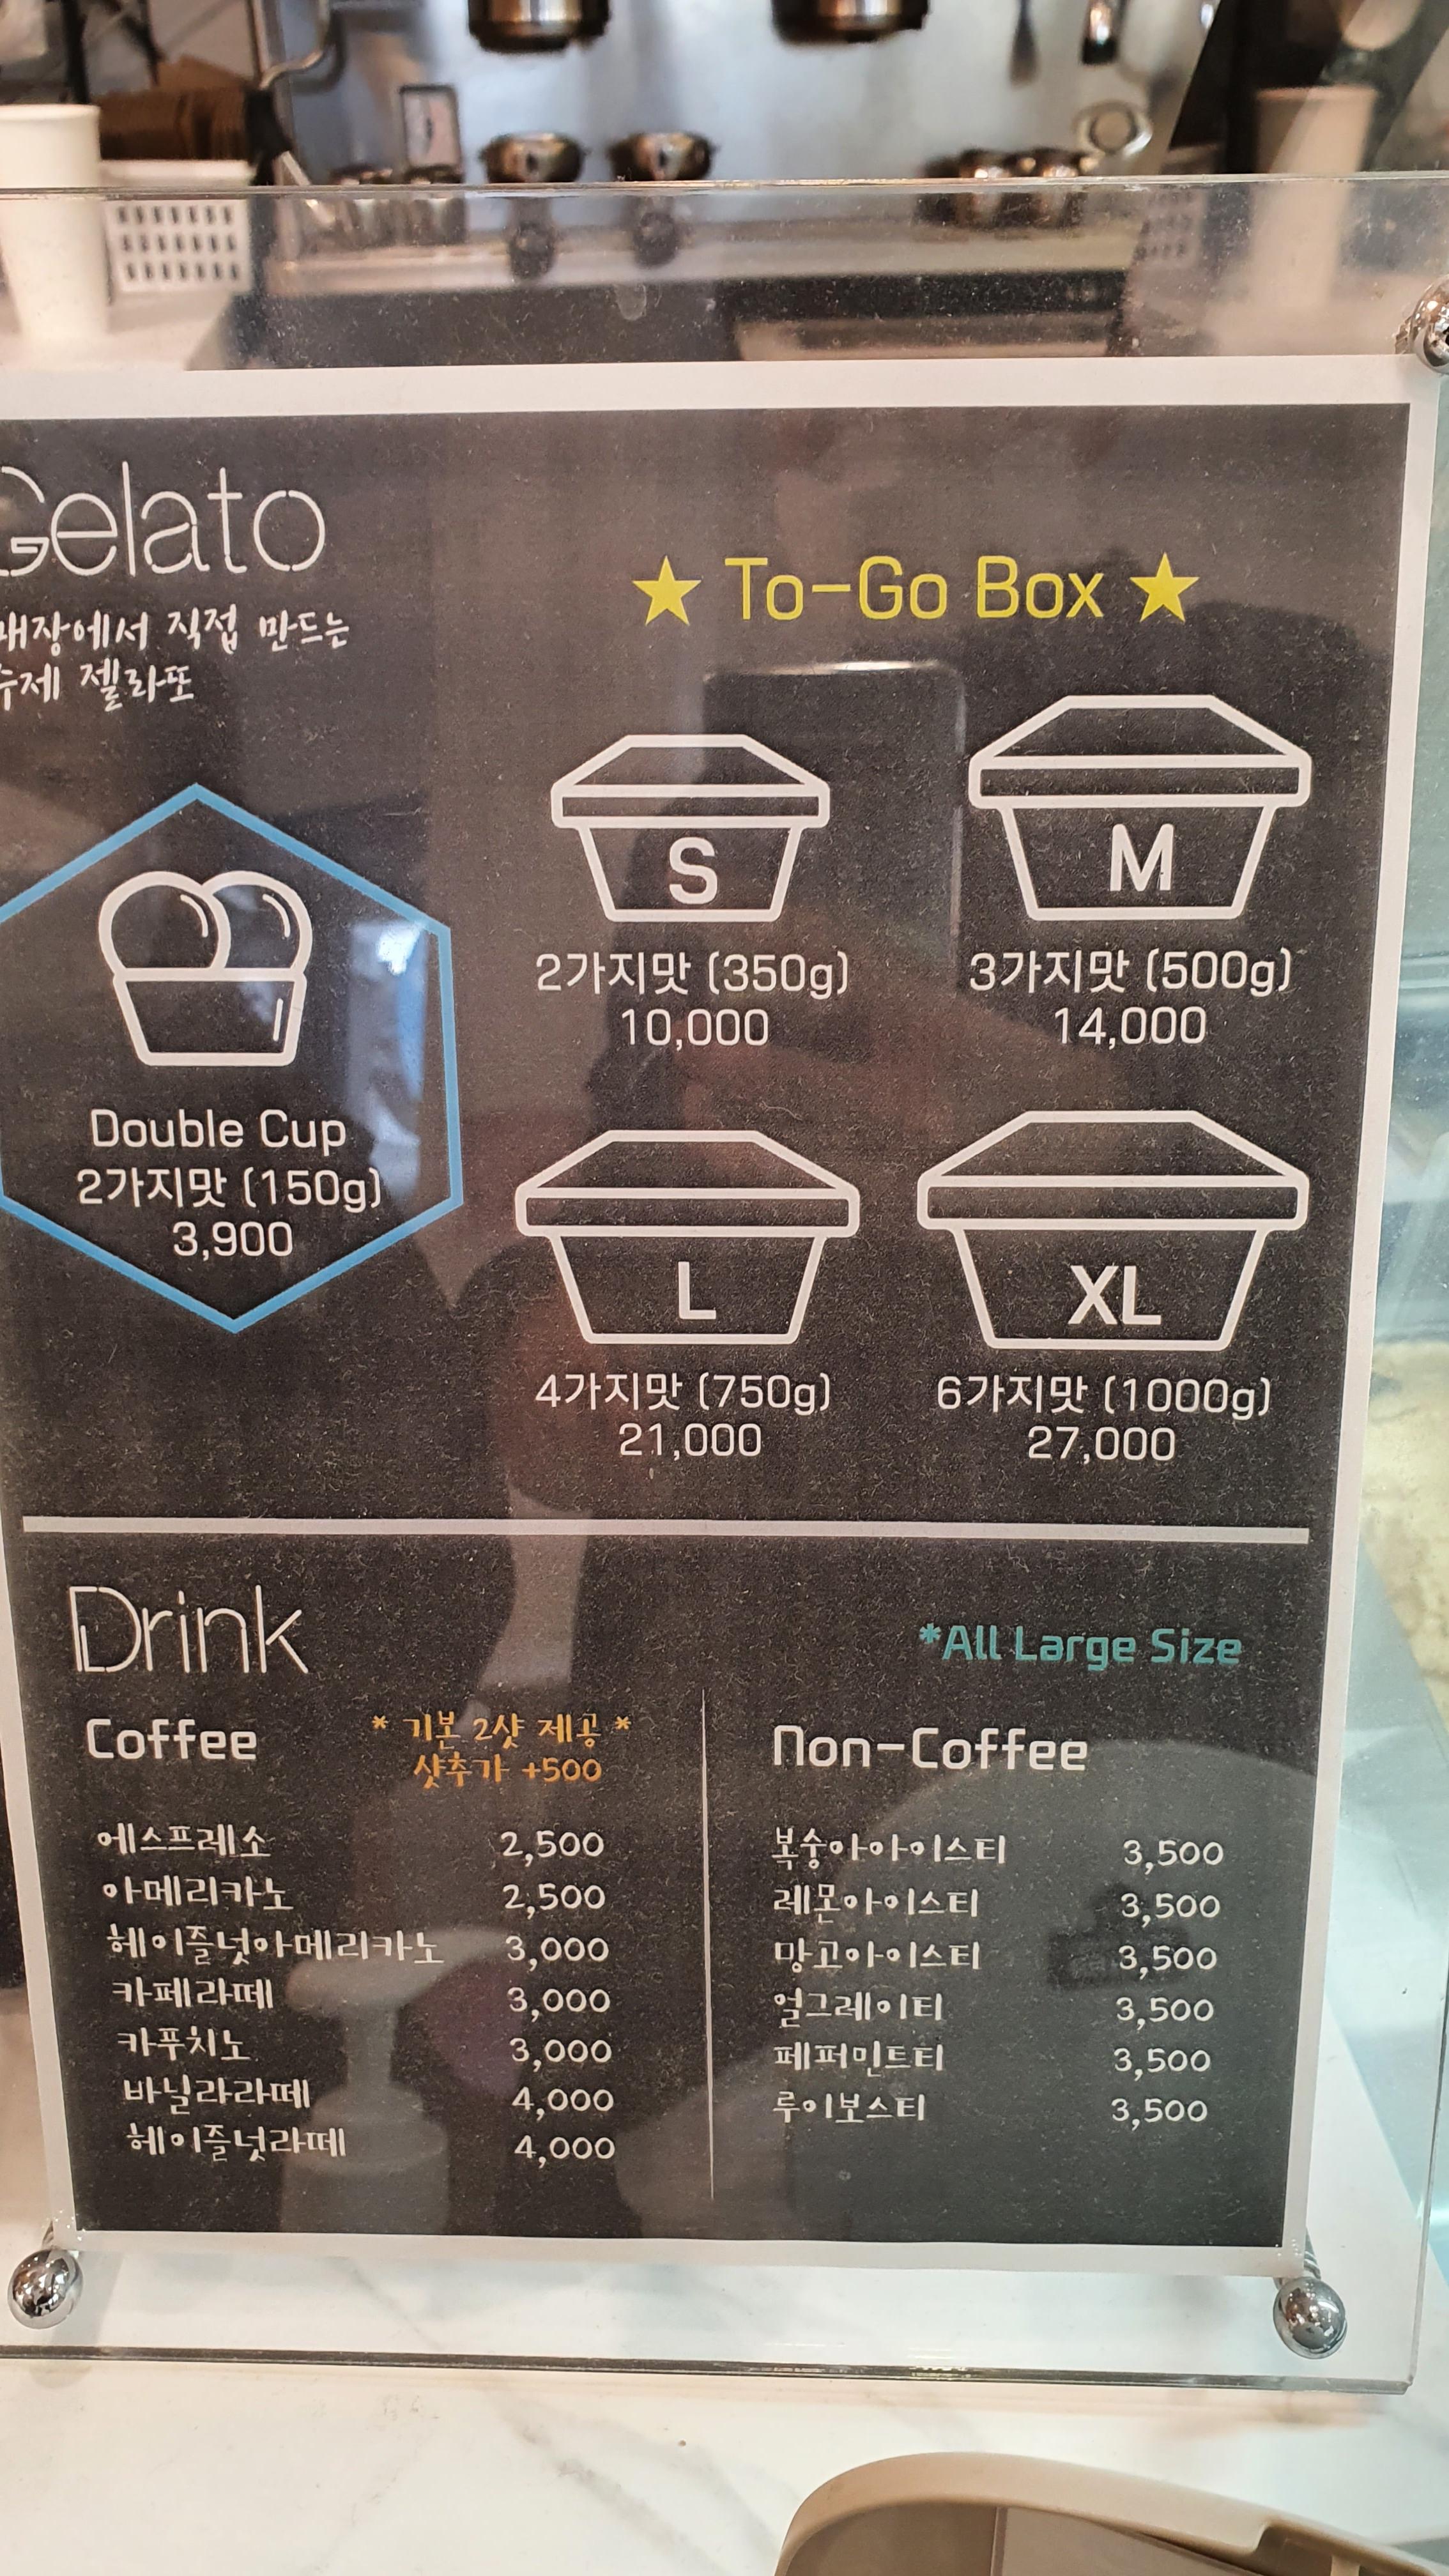 Gelato
매장에서 직접 만드는
수제 젤라또
Double Cup
2가지맛 (150g)
3,900
★ To-Go Box ★
S
2가지맛 (350g)
10,000
M
3가지맛 (500g)
14,000
L
4가지맛 (750g)
21,000
XL
6가지맛 (1000g)
27,000
Drink
*All Large Size
Coffee
* 기본 2샷 제공 *
샷추가 +500
에스프레소 2,500
아메리카노 2,500
헤이즐넛아메리카노 3,000
카페라떼 3,000
카푸치노 3,000
바닐라라떼 4,000
헤이즐넛라떼 4,000
Non-Coffee
복숭아아이스티 3,500
레몬아이스티 3,500
망고아이스티 3,500
얼그레이티 3,500
페퍼민트티 3,500
루이보스티 3,500